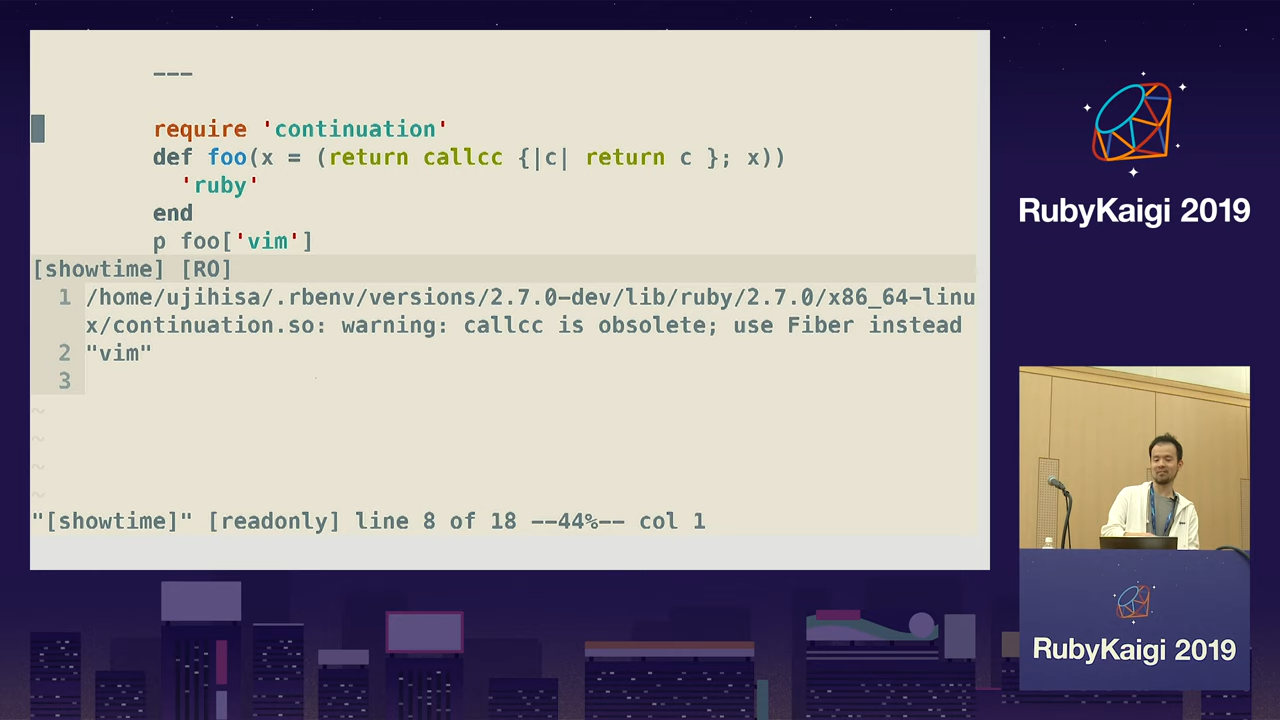 ---
require 'continuation'
def foo(x = (return callcc {|c| return c }; x))
'ruby'
end
p foo['vim']
[showtime] [RO]
1 /home/ujihisa/.rbenv/versions/2.7.0-dev/lib/ruby/2.7.0/x86_64-linu
x/continuation.so: warning: callcc is obsolete; use Fiber instead
2 "vim"
3
~
~
~
~
"[showtime]" [readonly] line 8 of 18 --44%-- col 1
RubyKaigi 2019
RubyKaigi 2019